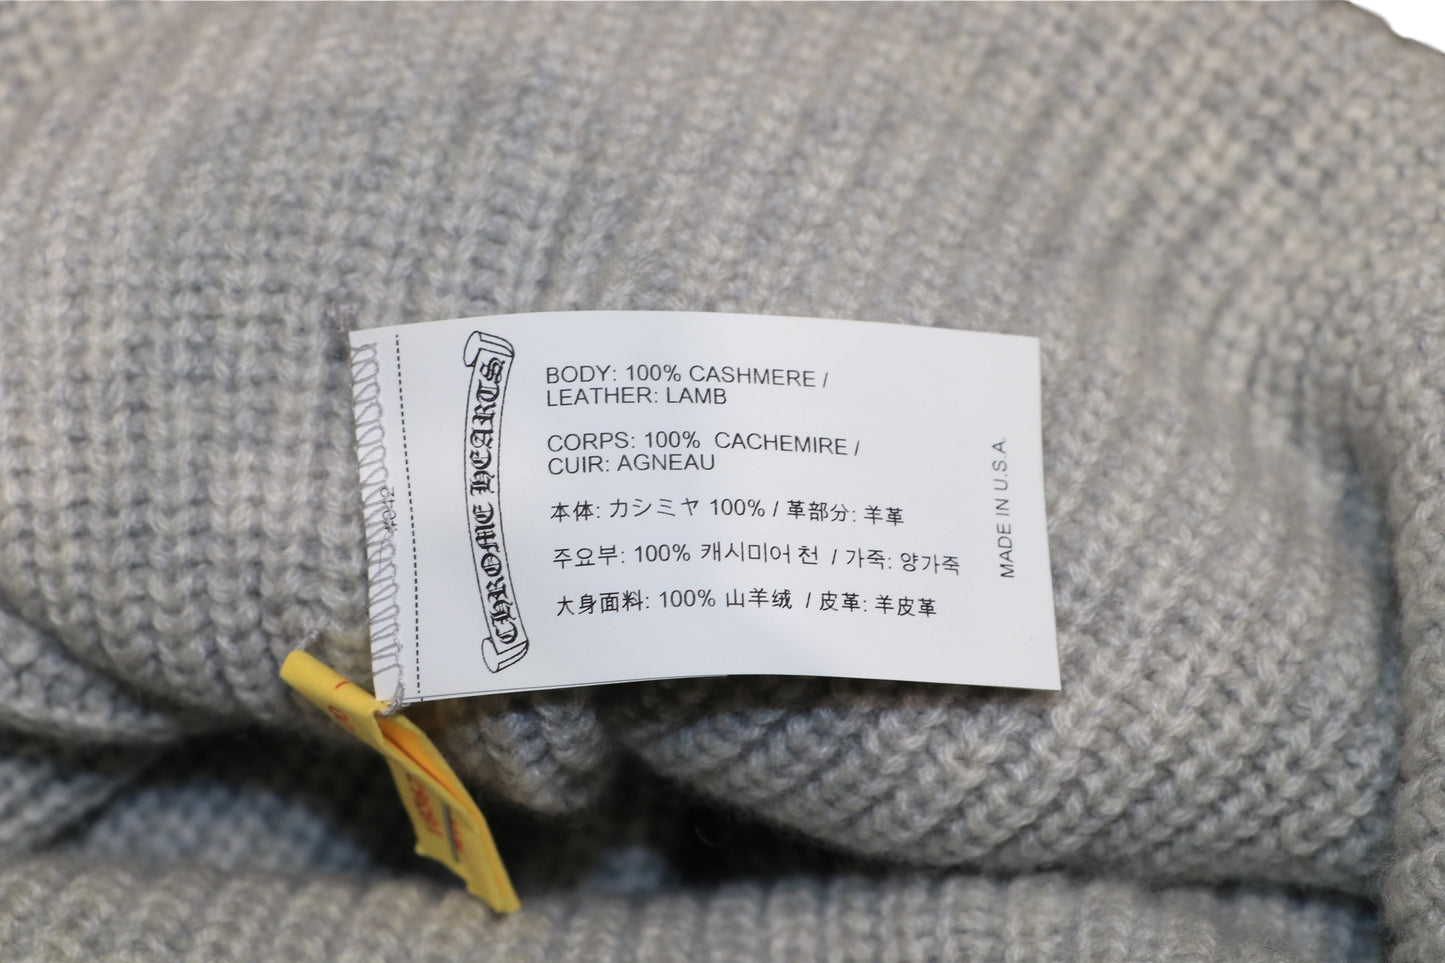 CHROME HEARTS
BODY: 100% CASHMERE /
LEATHER: LAMB
CORPS: 100% CACHEMIRE /
CUIR: AGNEAU
本体: カシミヤ 100% / 革部分: 羊革
주요부: 100% 캐시미어 천 / 가죽: 양가죽
大身面料: 100% 山羊绒 / 皮革: 羊皮革
MADE IN U.S.A.